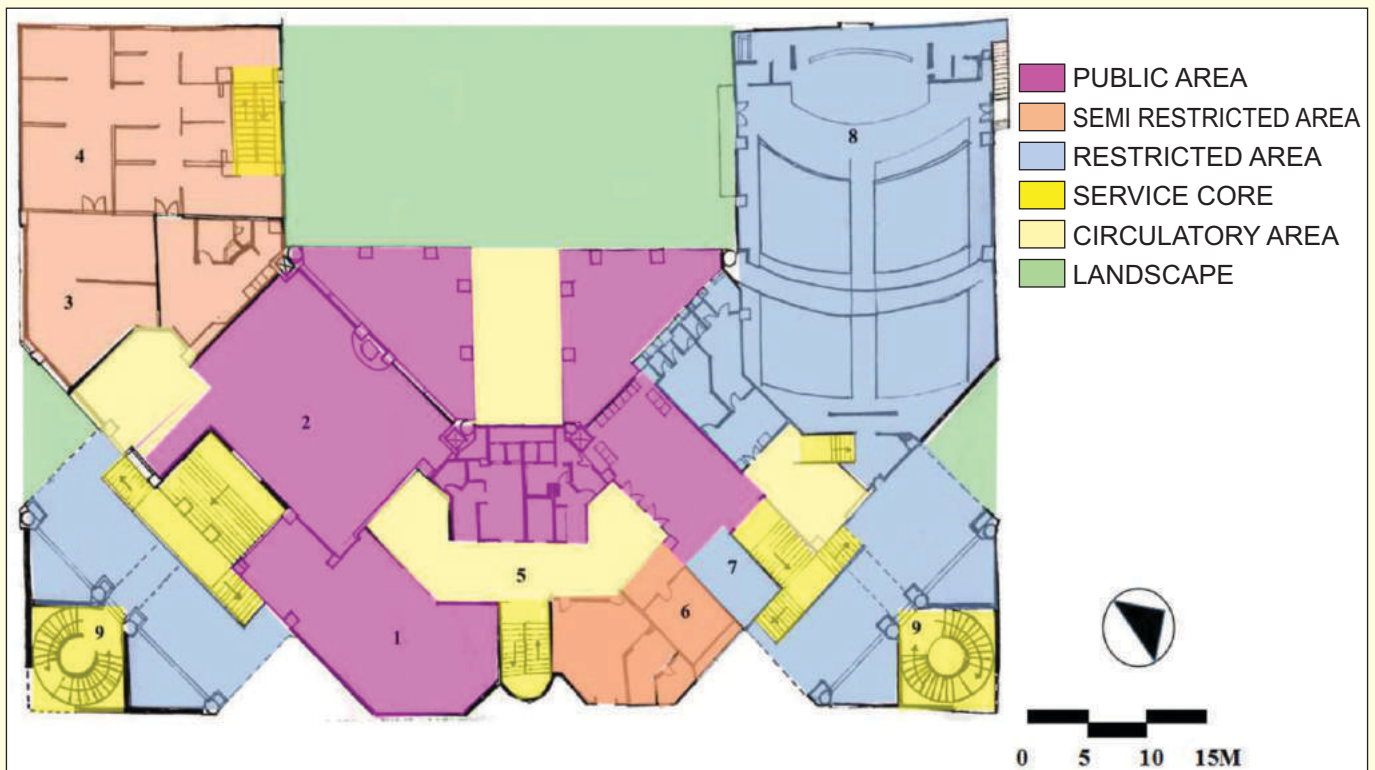 PUBLIC AREA
SEMI RESTRICTED AREA
RESTRICTED AREA
SERVICE CORE
CIRCULATORY AREA
LANDSCAPE
8
4
3
2
5
7
6
1
9
9
0 5 10 15M